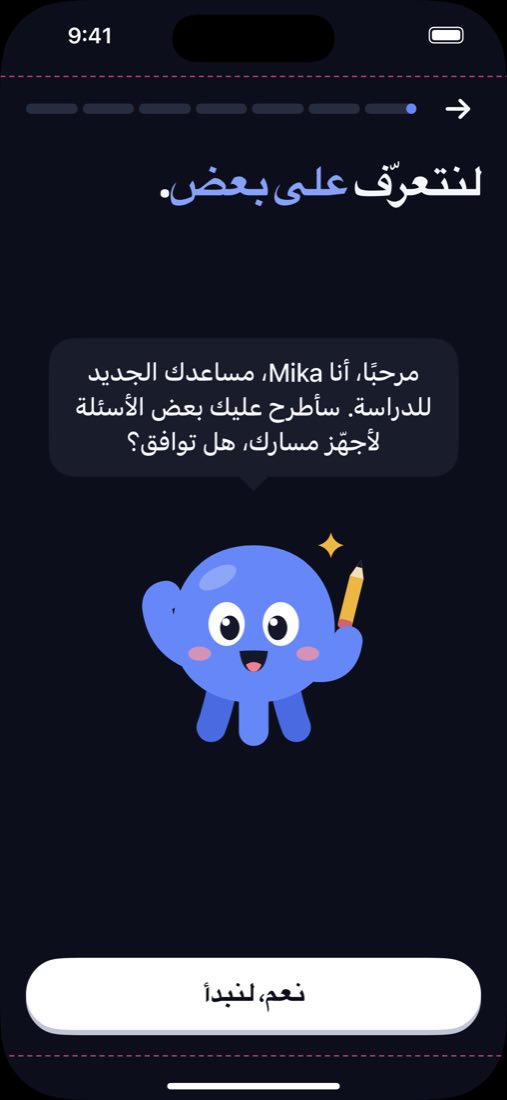 9:41
لنتعرّف على بعض.
مرحبًا، أنا Mika، مساعدك الجديد
للدراسة. سأطرح عليك بعض الأسئلة
لأجهّز مسارك، هل توافق؟
نعم، لنبدأ